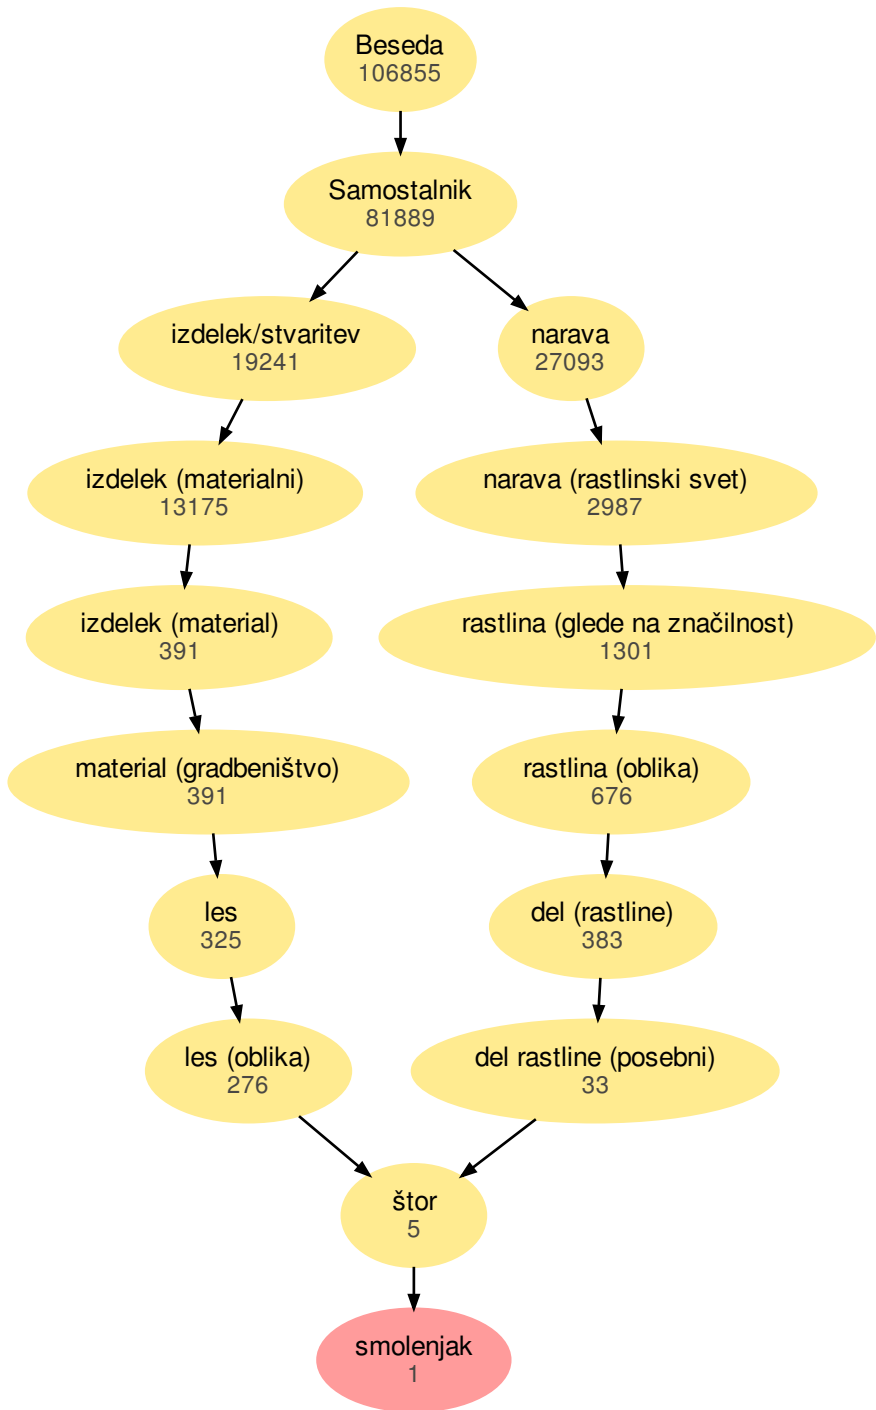 Beseda
106855
Samostalnik
81889
izdelek/stvaritev
19241
narava
27093
izdelek (materialni)
13175
narava (rastlinski svet)
2987
izdelek (material)
391
rastlina (glede na značilnost)
1301
material (gradbeništvo)
391
rastlina (oblika)
676
les
325
del (rastline)
383
les (oblika)
276
del rastline (posebni)
33
štor
5
smolenjak
1